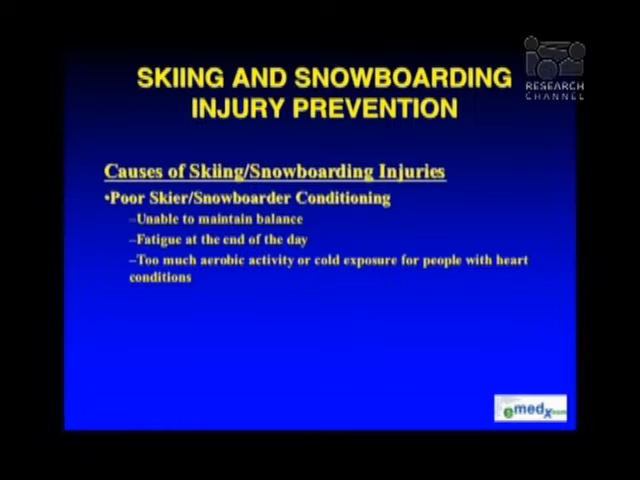 RESEARCH
CHANNEL
SKIING AND SNOWBOARDING
INJURY PREVENTION
Causes of Skiing/Snowboarding Injuries
•Poor Skier/Snowboarder Conditioning
–Unable to maintain balance
–Fatigue at the end of the day
–Too much aerobic activity or cold exposure for people with heart
conditions
emedx